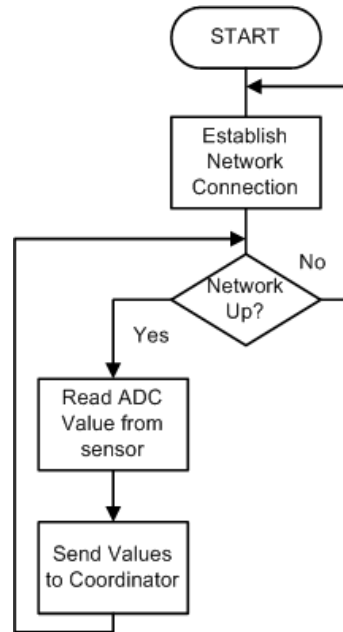 START
Establish
Network
Connection
Network
Up?
No
Yes
Read ADC
Value from
sensor
Send Values
to Coordinator